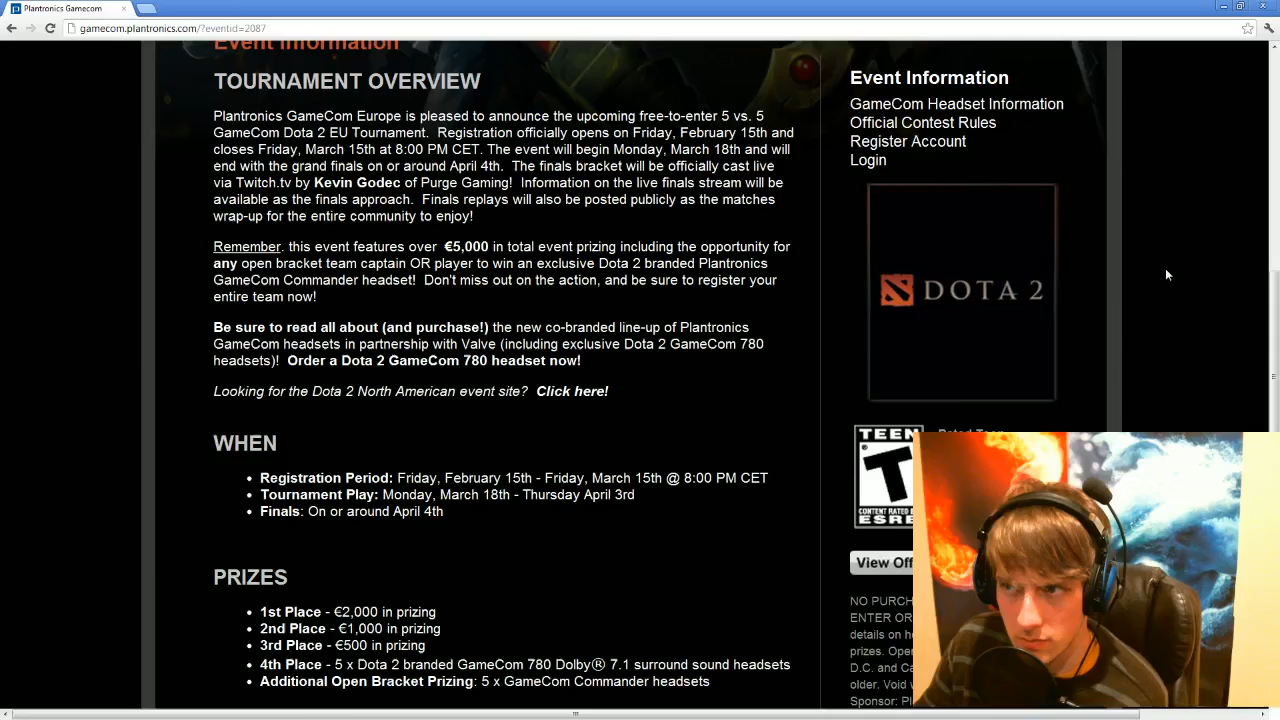 Plantronics Gamecom
gamecom.plantronics.com/?eventid=2087
Event Information
TOURNAMENT OVERVIEW
Plantronics GameCom Europe is pleased to announce the upcoming free-to-enter 5 vs. 5
GameCom Dota 2 EU Tournament. Registration officially opens on Friday, February 15th and
closes Friday, March 15th at 8:00 PM CET. The event will begin Monday, March 18th and will
end with the grand finals on or around April 4th. The finals bracket will be officially cast live
via Twitch.tv by Kevin Godec of Purge Gaming! Information on the live finals stream will be
available as the finals approach. Finals replays will also be posted publicly as the matches
wrap-up for the entire community to enjoy!
Remember. this event features over €5,000 in total event prizing including the opportunity for
any open bracket team captain OR player to win an exclusive Dota 2 branded Plantronics
GameCom Commander headset! Don't miss out on the action, and be sure to register your
entire team now!
Be sure to read all about (and purchase!) the new co-branded line-up of Plantronics
GameCom headsets in partnership with Valve (including exclusive Dota 2 GameCom 780
headsets)! Order a Dota 2 GameCom 780 headset now!
Looking for the Dota 2 North American event site? Click here!
WHEN
• Registration Period: Friday, February 15th - Friday, March 15th @ 8:00 PM CET
• Tournament Play: Monday, March 18th - Thursday April 3rd
• Finals: On or around April 4th
PRIZES
• 1st Place - €2,000 in prizing
• 2nd Place - €1,000 in prizing
• 3rd Place - €500 in prizing
• 4th Place - 5 x Dota 2 branded GameCom 780 Dolby® 7.1 surround sound headsets
• Additional Open Bracket Prizing: 5 x GameCom Commander headsets
Event Information
GameCom Headset Information
Official Contest Rules
Register Account
Login
DOTA 2
TEEN
T
CONTENT RATED B
ESR
View Off
NO PURCH
ENTER OR
details on h
prizes. Ope
D.C. and Ca
older. Void
Sponsor: Pl